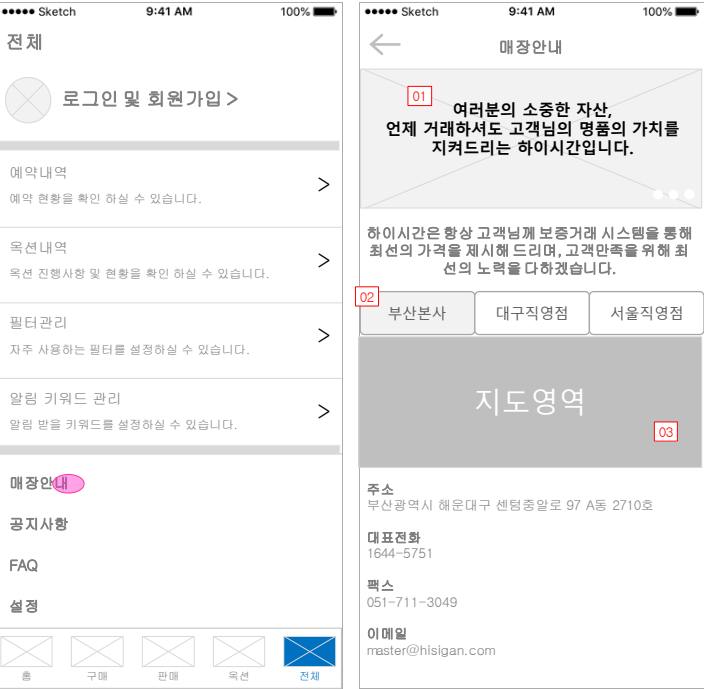 Sketch 9:41 AM 100%
전체
로그인 및 회원가입 >
예약내역
예약 현황을 확인 하실 수 있습니다.
옥션내역
옥션 진행사항 및 현황을 확인 하실 수 있습니다.
필터관리
자주 사용하는 필터를 설정하실 수 있습니다.
알림 키워드 관리
알림 받을 키워드를 설정하실 수 있습니다.
매장안내
공지사항
FAQ
설정
홈 구매 판매 옥션 전체
Sketch 9:41 AM 100%
매장안내
01
여러분의 소중한 자산,
언제 거래하셔도 고객님의 명품의 가치를
지켜드리는 하이시간입니다.
하이시간은 항상 고객님께 보증거래 시스템을 통해
최선의 가격을 제시해 드리며, 고객만족을 위해 최
선의 노력을 다하겠습니다.
02
부산본사 대구직영점 서울직영점
지도영역
03
주소
부산광역시 해운대구 센텀중알로 97 A동 2710호
대표전화
1644-5751
팩스
051-711-3049
이메일
master@hisigan.com